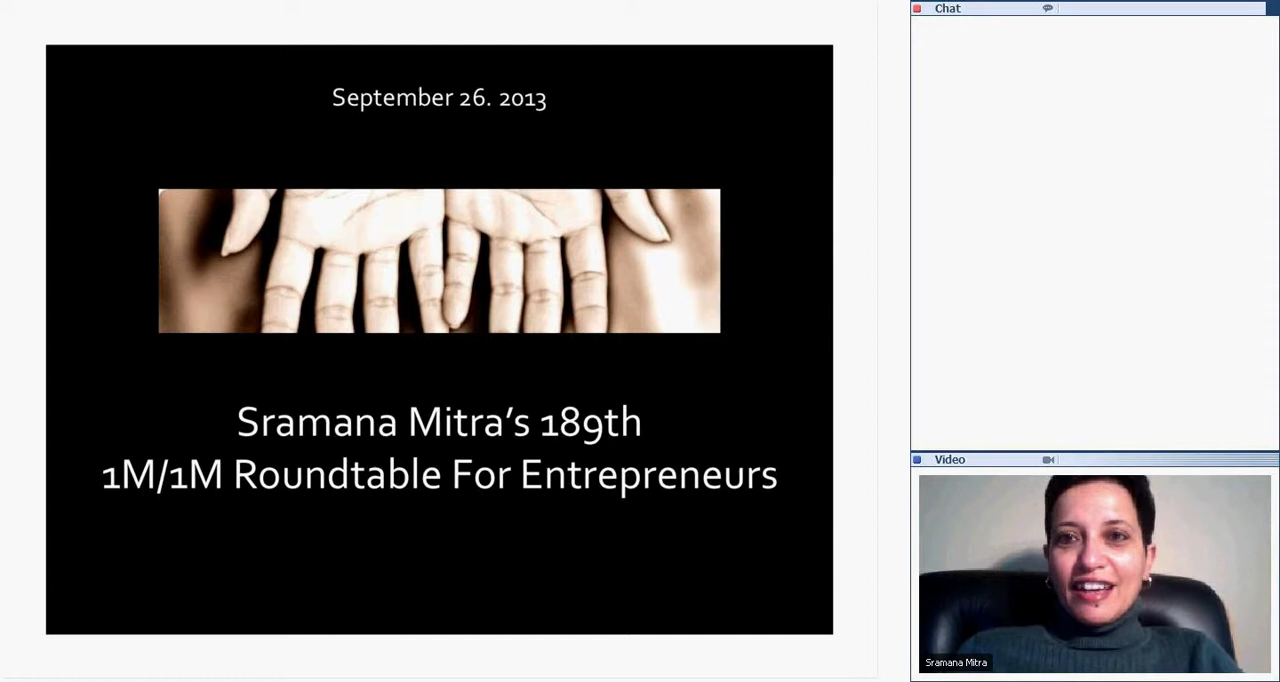 September 26. 2013
Sramana Mitra’s 189th
1M/1M Roundtable For Entrepreneurs
Chat
Video
Sramana Mitra